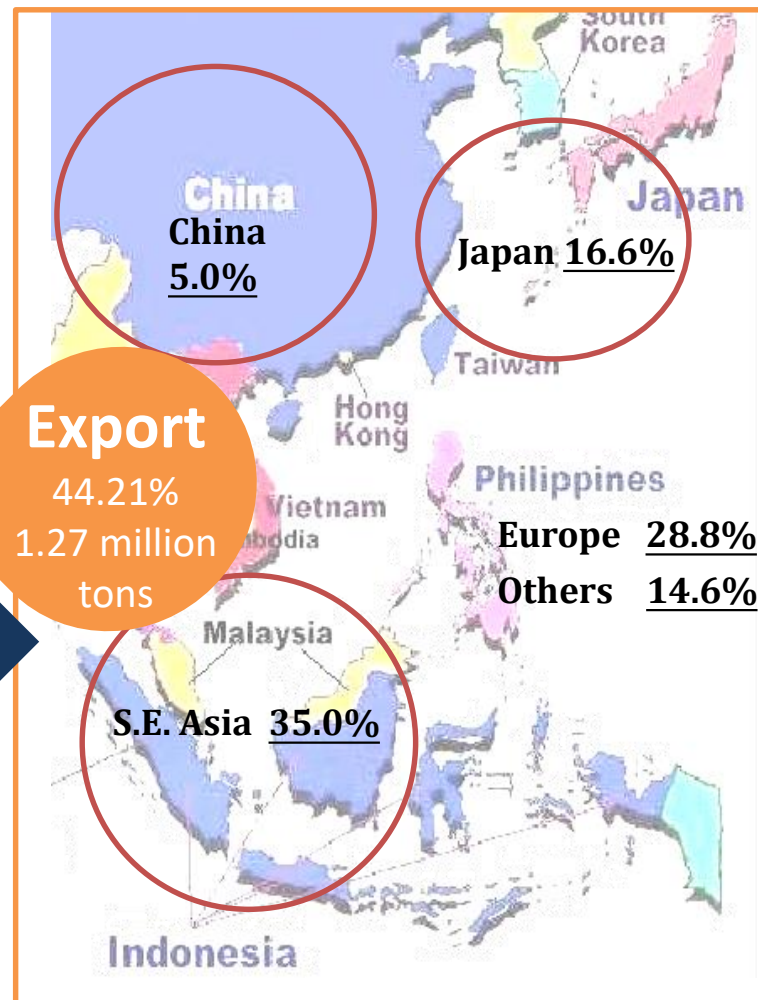 South
Korea
China
Japan
China
5.0%
Japan 16.6%
Taiwan
Hong
Kong
Export
44.21%
1.27 million
tons
Philippines
Vietnam
bodia
Europe 28.8%
Others 14.6%
Malaysia
S.E. Asia 35.0%
Indonesia